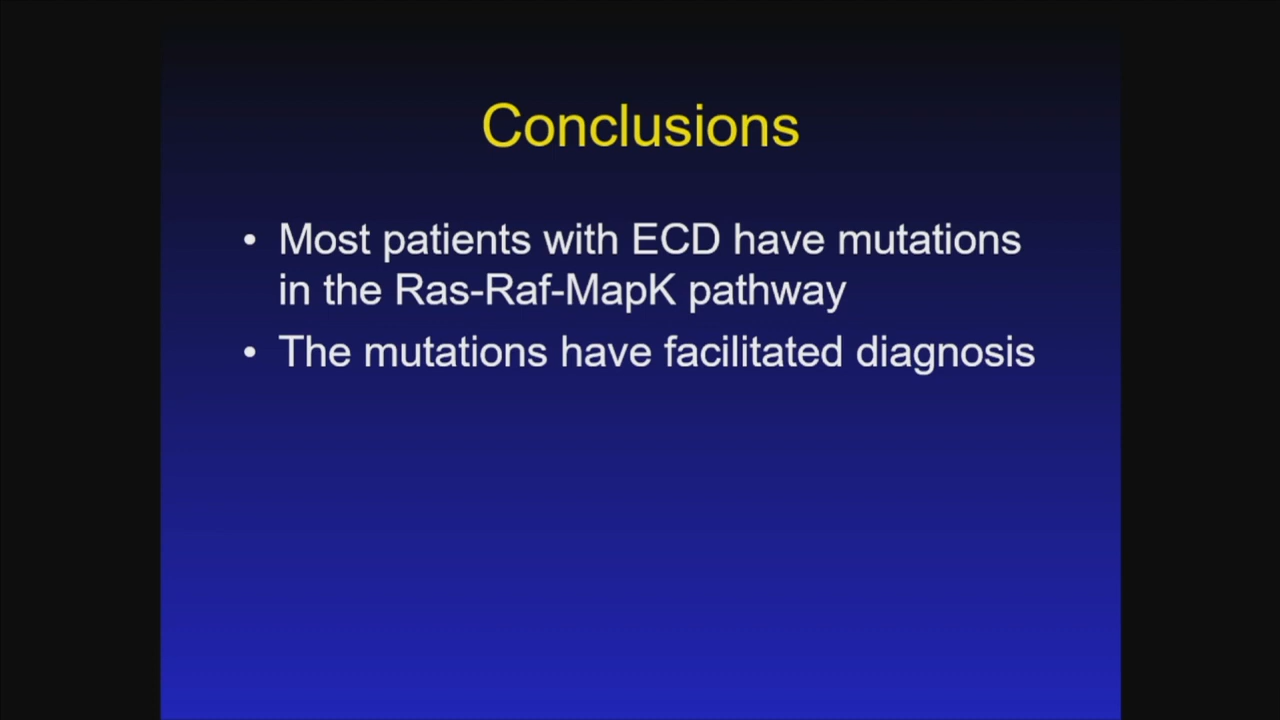 Conclusions
• Most patients with ECD have mutations
in the Ras-Raf-MapK pathway
• The mutations have facilitated diagnosis